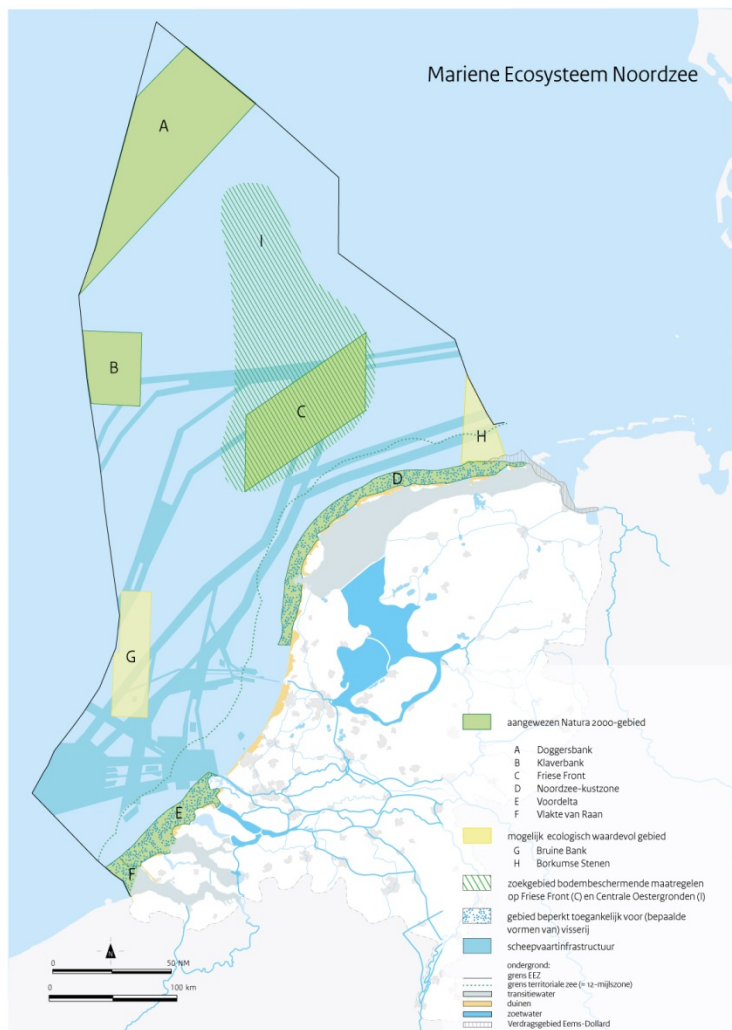 Mariene Ecosysteem Noordzee
A
I
B
C
H
D
G
E
F
aangewezen Natura 2000-gebied
A Doggersbank
B Klaverbank
C Friese Front
D Noordzee-kustzone
E Voordelta
F Vlakte van Raan
mogelijk ecologisch waardevol gebied
G Bruine Bank
H Borkumse Stenen
zoekgebied bodembeschermende maatregelen
op Friese Front (C) en Centrale Oestergronden (I)
gebied beperkt toegankelijk voor (bepaalde
vormen van) visserij
scheepvaartinfrastructuur
ondergrond:
grens EEZ
grens territoriale zee (= 12-mijlszone)
transitiewater
duinen
zoetwater
Verdragsgebied Eems-Dollard
N
0 50 NM
0 100 km